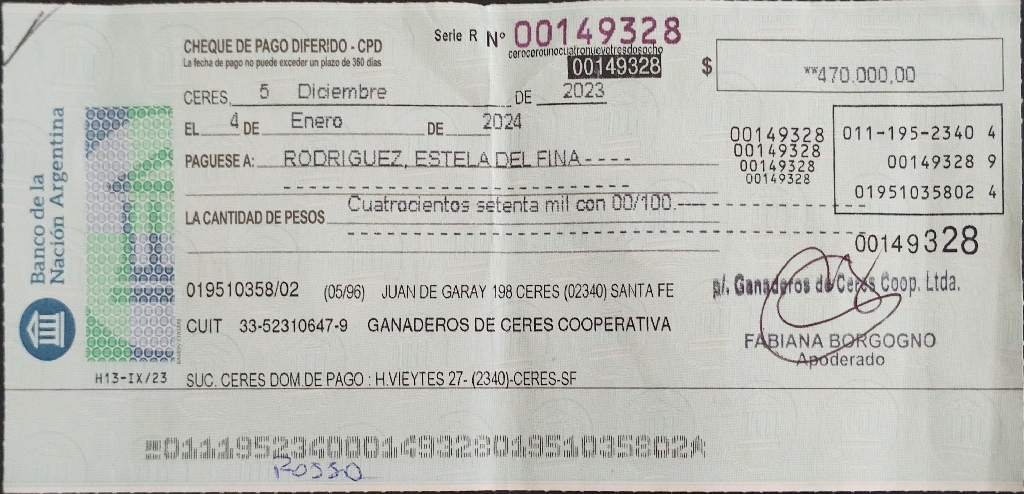 Serie R Nº 00149328
cerocerounocuatronuevetresdosocho
00149328
CHEQUE DE PAGO DIFERIDO - CPD
La fecha de pago no puede exceder un plazo de 360 días
$ **470.000,00
CERES, 5 Diciembre DE 2023
EL 4 DE Enero DE 2024
PAGUESE A: RODRIGUEZ, ESTELA DEL FINA - - - -
LA CANTIDAD DE PESOS Cuatrocientos setenta mil con 00/100.-
00149328
00149328
00149328
00149328
011-195-2340 4
00149328 9
01951035802 4
00149328
019510358/02 (05/96) JUAN DE GARAY 198 CERES (02340) SANTA FE
CUIT 33-52310647-9 GANADEROS DE CERES COOPERATIVA
p/. Ganaderos de Ceres Coop. Ltda.
FABIANA BORGOGNO
Apoderado
Banco de la
Nación Argentina
H13-IX/23
SUC. CERES DOM.DE PAGO : H.VIEYTES 27- (2340)-CERES-SF
Rosso